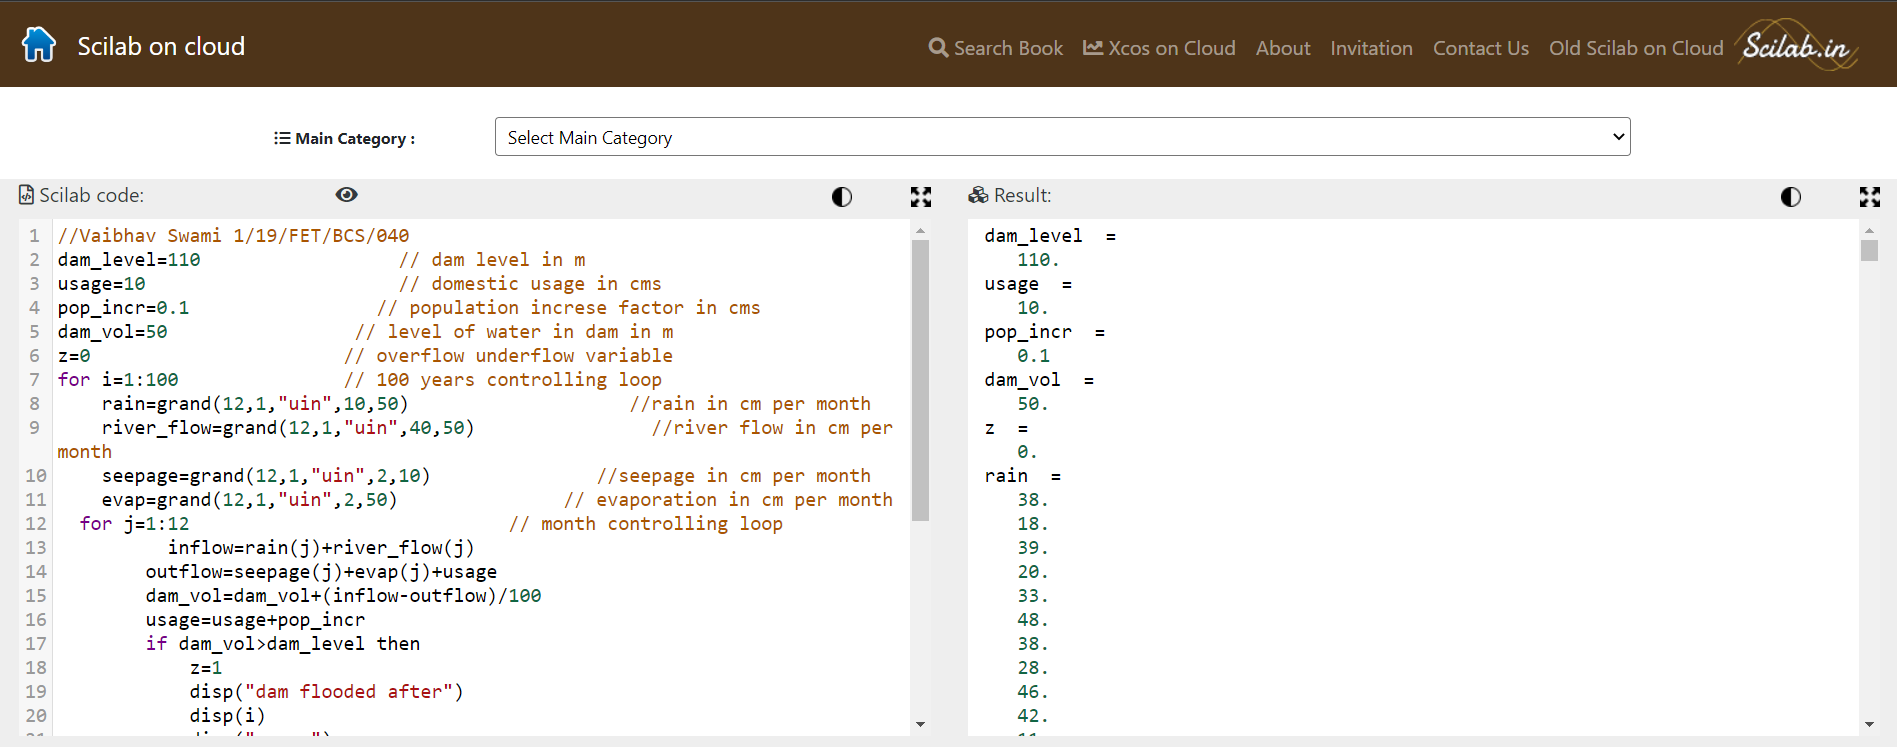 Scilab on cloud
Search Book Xcos on Cloud About Invitation Contact Us Old Scilab on Cloud Scilab.in
Main Category :
Select Main Category
Scilab code:
1 //Vaibhav Swami 1/19/FET/BCS/040
2 dam_level=110 // dam level in m
3 usage=10 // domestic usage in cms
4 pop_incr=0.1 // population increse factor in cms
5 dam_vol=50 // level of water in dam in m
6 z=0 // overflow underflow variable
7 for i=1:100 // 100 years controlling loop
8 rain=grand(12,1,"uin",10,50) //rain in cm per month
9 river_flow=grand(12,1,"uin",40,50) //river flow in cm per
month
10 seepage=grand(12,1,"uin",2,10) //seepage in cm per month
11 evap=grand(12,1,"uin",2,50) // evaporation in cm per month
12 for j=1:12 // month controlling loop
13 inflow=rain(j)+river_flow(j)
14 outflow=seepage(j)+evap(j)+usage
15 dam_vol=dam_vol+(inflow-outflow)/100
16 usage=usage+pop_incr
17 if dam_vol>dam_level then
18 z=1
19 disp("dam flooded after")
20 disp(i)
Result:
dam_level =
110.
usage =
10.
pop_incr =
0.1
dam_vol =
50.
z =
0.
rain =
38.
18.
39.
20.
33.
48.
38.
28.
46.
42.